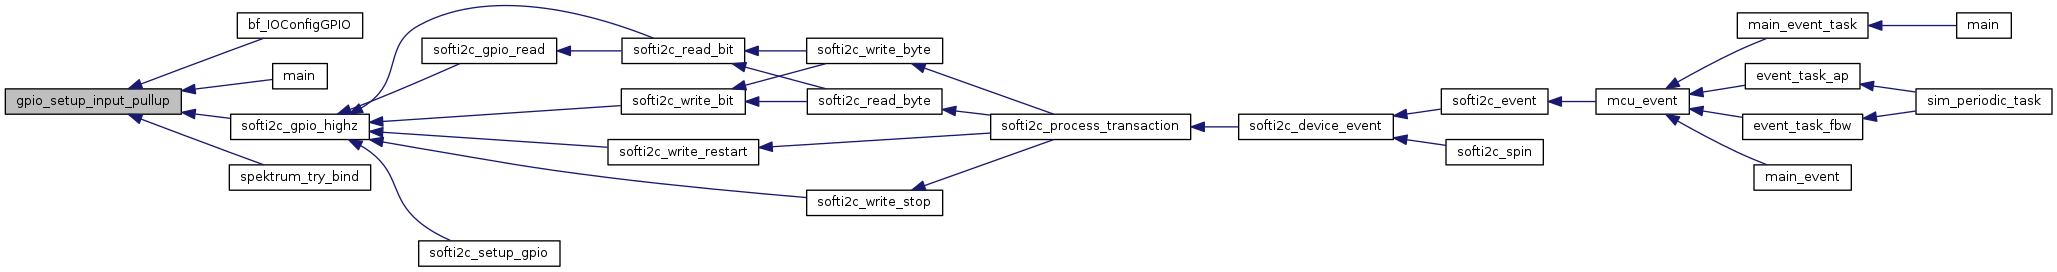 gpio_setup_input_pullup
bf_IOConfigGPIO
main
softi2c_gpio_highz
spektrum_try_bind
softi2c_gpio_read
softi2c_setup_gpio
softi2c_read_bit
softi2c_write_bit
softi2c_write_restart
softi2c_write_byte
softi2c_read_byte
softi2c_write_stop
softi2c_process_transaction
softi2c_device_event
softi2c_event
softi2c_spin
mcu_event
main_event_task
event_task_ap
event_task_fbw
main_event
main
sim_periodic_task